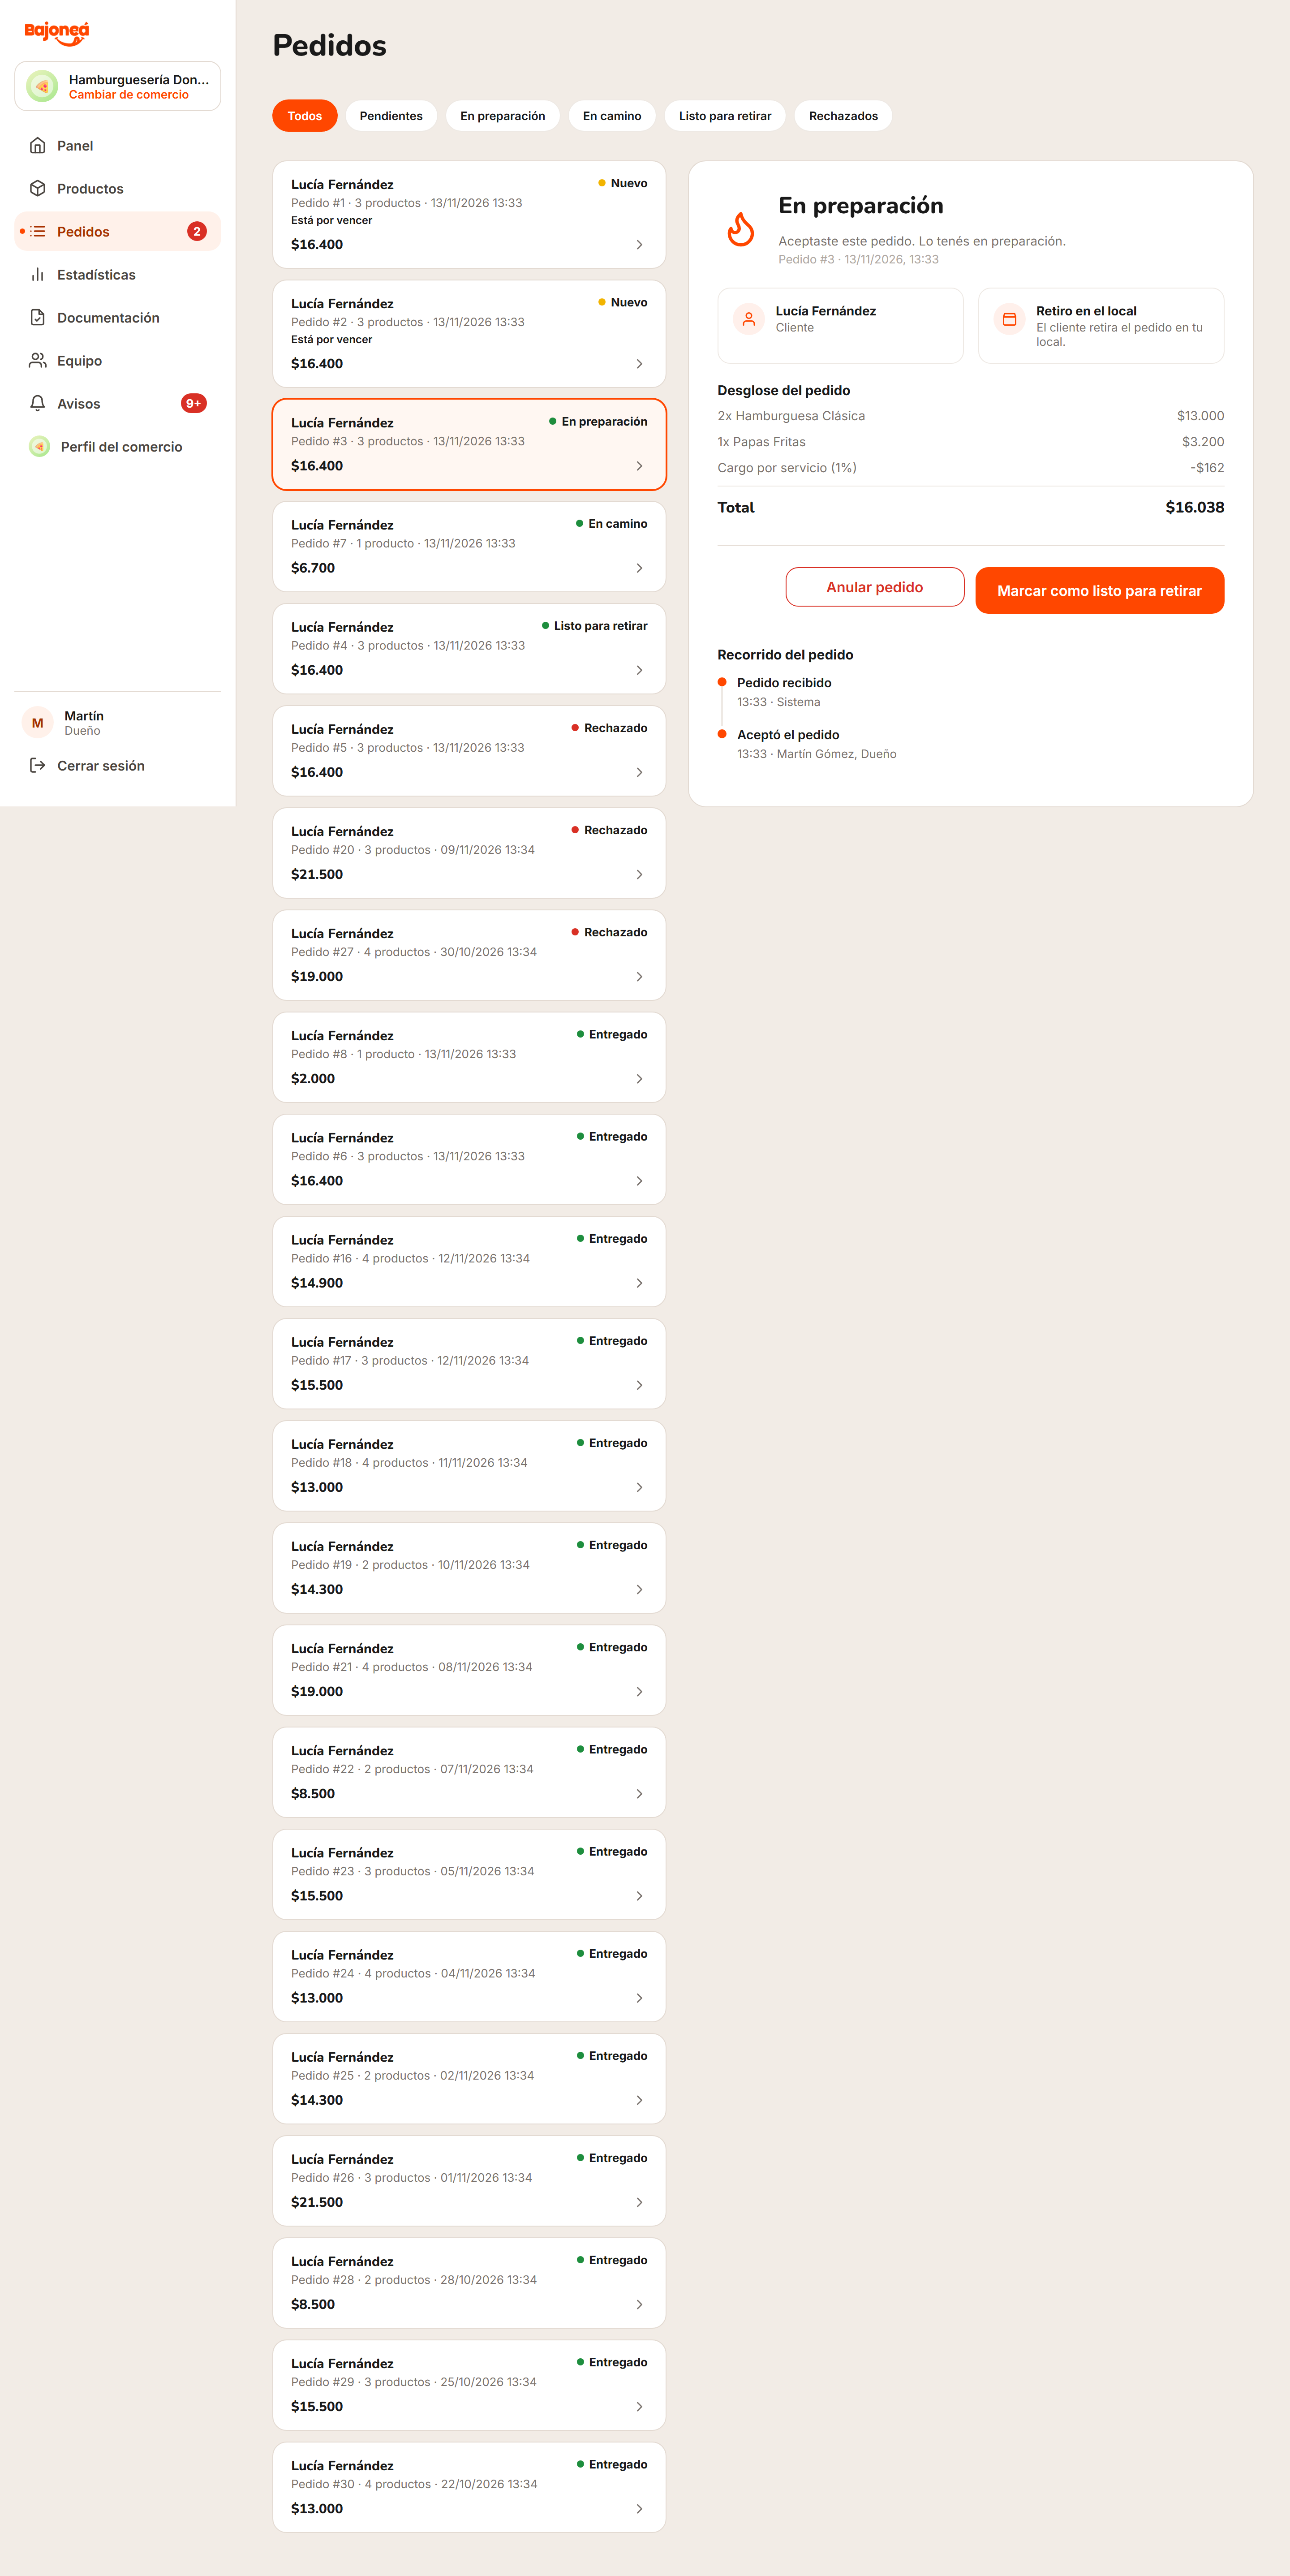 Bajoneá
Hamburguesería Don...
Cambiar de comercio
Panel
Productos
Pedidos
2
Estadísticas
Documentación
Equipo
Avisos
9+
Perfil del comercio
Martín
M
Dueño
Cerrar sesión
Pedidos
Todos
Pendientes
En preparación
En camino
Listo para retirar
Rechazados
Lucía Fernández
Nuevo
Pedido #1 · 3 productos · 13/11/2026 13:33
Está por vencer
$16.400
Lucía Fernández
Nuevo
Pedido #2 · 3 productos · 13/11/2026 13:33
Está por vencer
$16.400
Lucía Fernández
En preparación
Pedido #3 · 3 productos · 13/11/2026 13:33
$16.400
Lucía Fernández
En camino
Pedido #7 · 1 producto · 13/11/2026 13:33
$6.700
Lucía Fernández
Listo para retirar
Pedido #4 · 3 productos · 13/11/2026 13:33
$16.400
Lucía Fernández
Rechazado
Pedido #5 · 3 productos · 13/11/2026 13:33
$16.400
Lucía Fernández
Rechazado
Pedido #20 · 3 productos · 09/11/2026 13:34
$21.500
Lucía Fernández
Rechazado
Pedido #27 · 4 productos · 30/10/2026 13:34
$19.000
Lucía Fernández
Entregado
Pedido #8 · 1 producto · 13/11/2026 13:33
$2.000
Lucía Fernández
Entregado
Pedido #6 · 3 productos · 13/11/2026 13:33
$16.400
Lucía Fernández
Entregado
Pedido #16 · 4 productos · 12/11/2026 13:34
$14.900
Lucía Fernández
Entregado
Pedido #17 · 3 productos · 12/11/2026 13:34
$15.500
Lucía Fernández
Entregado
Pedido #18 · 4 productos · 11/11/2026 13:34
$13.000
Lucía Fernández
Entregado
Pedido #19 · 2 productos · 10/11/2026 13:34
$14.300
Lucía Fernández
Entregado
Pedido #21 · 4 productos · 08/11/2026 13:34
$19.000
Lucía Fernández
Entregado
Pedido #22 · 2 productos · 07/11/2026 13:34
$8.500
Lucía Fernández
Entregado
Pedido #23 · 3 productos · 05/11/2026 13:34
$15.500
Lucía Fernández
Entregado
Pedido #24 · 4 productos · 04/11/2026 13:34
$13.000
Lucía Fernández
Entregado
Pedido #25 · 2 productos · 02/11/2026 13:34
$14.300
Lucía Fernández
Entregado
Pedido #26 · 3 productos · 01/11/2026 13:34
$21.500
Lucía Fernández
Entregado
Pedido #28 · 2 productos · 28/10/2026 13:34
$8.500
Lucía Fernández
Entregado
Pedido #29 · 3 productos · 25/10/2026 13:34
$15.500
Lucía Fernández
Entregado
Pedido #30 · 4 productos · 22/10/2026 13:34
$13.000
En preparación
Aceptaste este pedido. Lo tenés en preparación.
Pedido #3 · 13/11/2026, 13:33
Lucía Fernández
Cliente
Retiro en el local
El cliente retira el pedido en tu
local.
Desglose del pedido
2x Hamburguesa Clásica $13.000
1x Papas Fritas $3.200
Cargo por servicio (1%) -$162
Total $16.038
Anular pedido
Marcar como listo para retirar
Recorrido del pedido
Pedido recibido
13:33 · Sistema
Aceptó el pedido
13:33 · Martín Gómez, Dueño